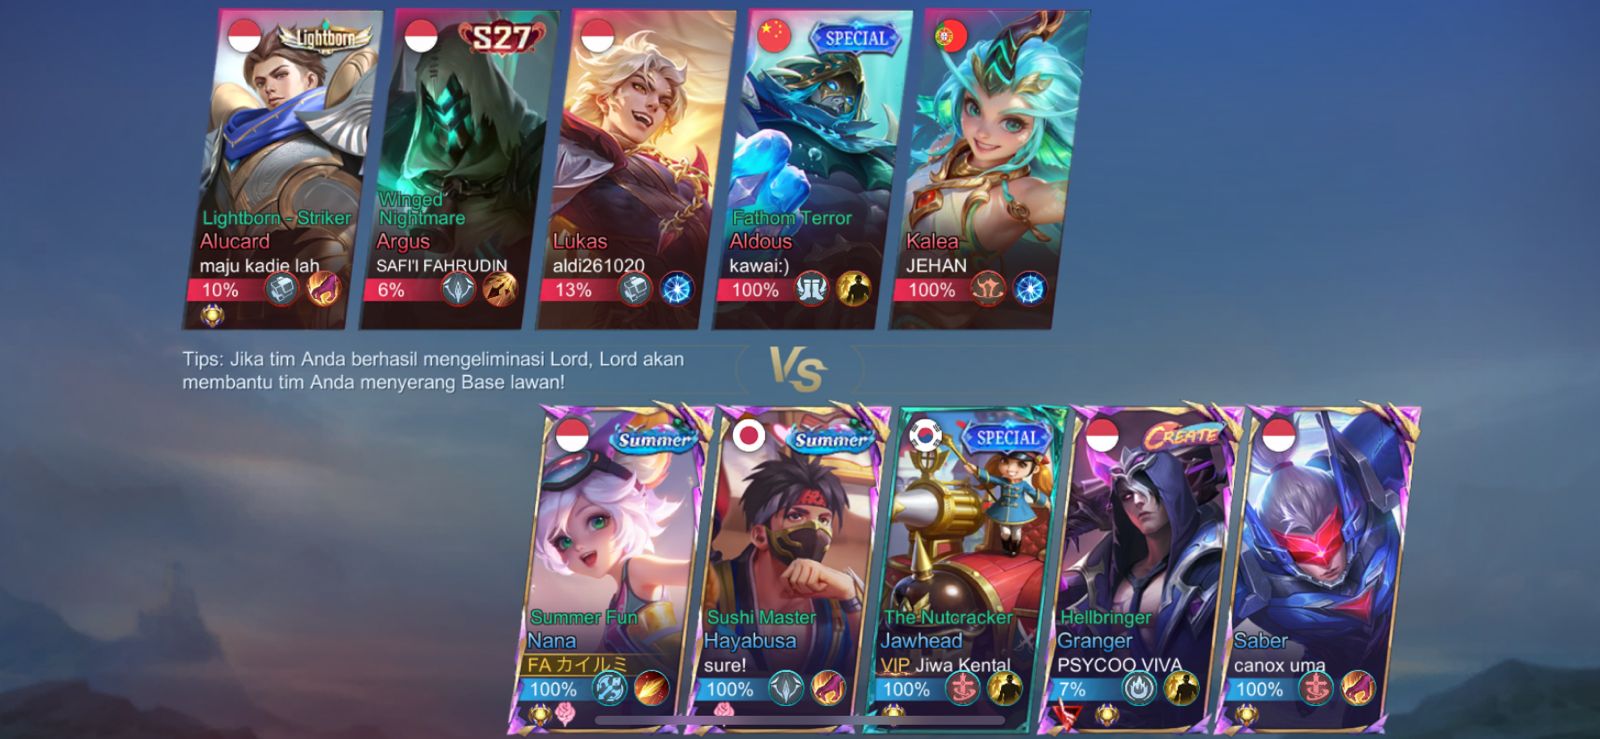 Lightborn
S27
SPECIAL
Lightborn - Striker
Alucard
maju kadie lah
10%
Winged
Nightmare
Argus
SAFI'I FAHRUDIN
6%
Lukas
aldi261020
13%
Fathom Terror
Aldous
kawai:)
100%
Kalea
JEHAN
100%
Tips: Jika tim Anda berhasil mengeliminasi Lord, Lord akan
membantu tim Anda menyerang Base lawan!
VS
Summer
Summer Fun
Nana
FA カイルミ
100%
Summer
Sushi Master
Hayabusa
sure!
100%
SPECIAL
The Nutcracker
Jawhead
VIP Jiwa Kental
100%
CREATE
Hellbringer
Granger
PSYCOO VIVA
7%
Saber
canox uma
100%